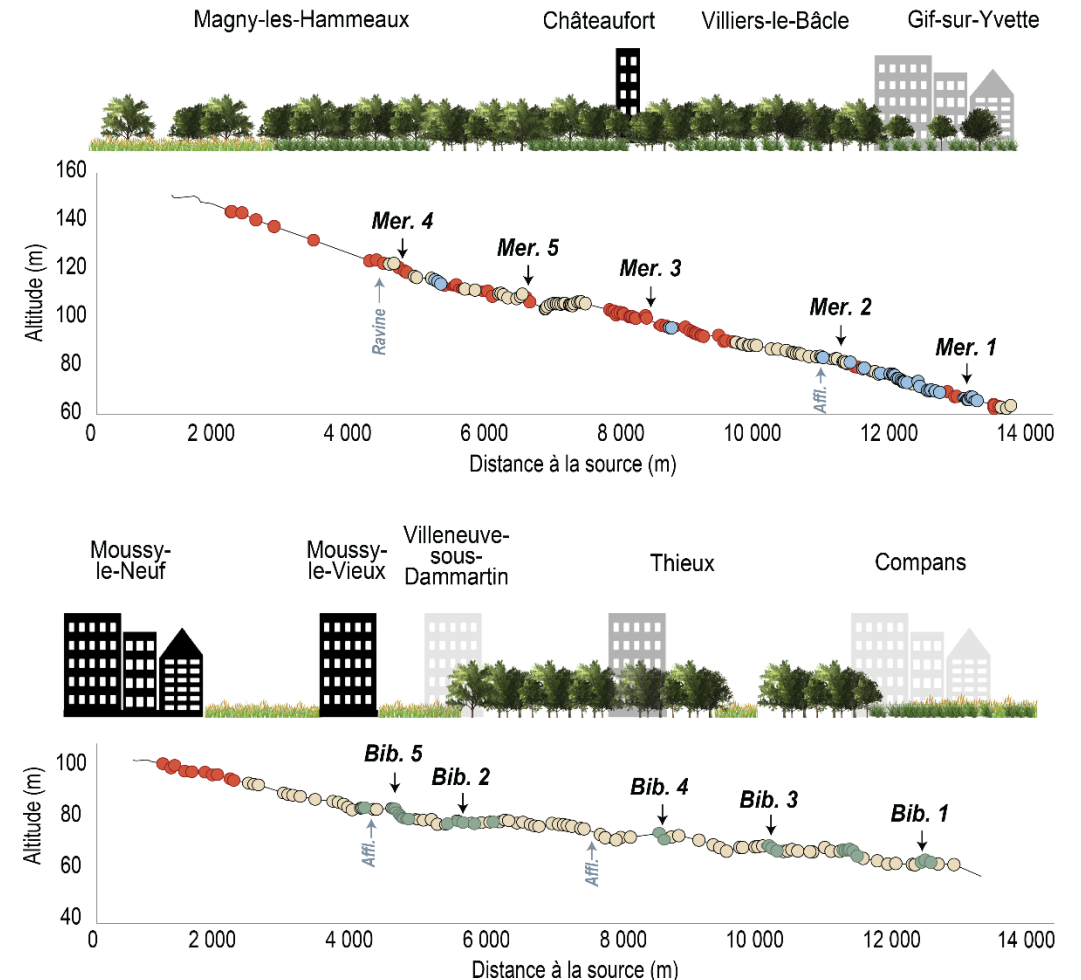 Magny-les-Hammeaux Châteaufort Villiers-le-Bâcle Gif-sur-Yvette
160
140
120
100
80
60
Altitude (m)
Mer. 4
Mer. 5
Mer. 3
Mer. 2
Mer. 1
Ravine
Affl.
0 2 000 4 000 6 000 8 000 10 000 12 000 14 000
Distance à la source (m)
Moussy-
le-Neuf
Moussy-
le-Vieux
Villeneuve-
sous-
Dammartin
Thieux
Compans
100
80
60
40
Altitude (m)
Bib. 5
Bib. 2
Bib. 4
Bib. 3
Bib. 1
Affl.
Affl.
0 2 000 4 000 6 000 8 000 10 000 12 000 14 000
Distance à la source (m)